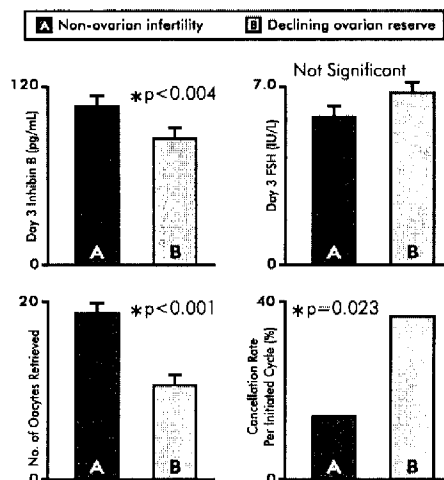 A Non-ovarian infertility B Declining ovarian reserve
120
Day 3 Inhibin B (pg/mL)
*p<0.004
A B
0
7.0
Day 3 FSH (IU/L)
Not Significant
A B
0
20
No. of Oocytes Retrieved
*p<0.001
A B
0
40
Cancellation Rate
Per Initiated Cycle (%)
*p=0.023
A B
0